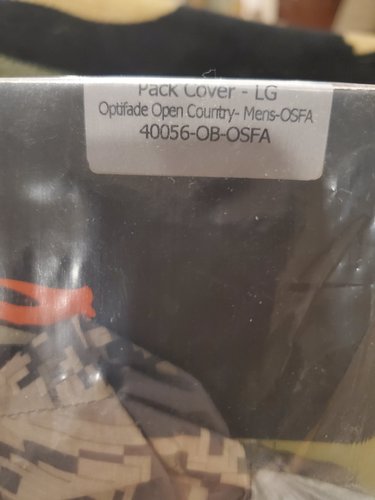 Pack Cover - LG
Optifade Open Country- Mens-OSFA
40056-OB-OSFA